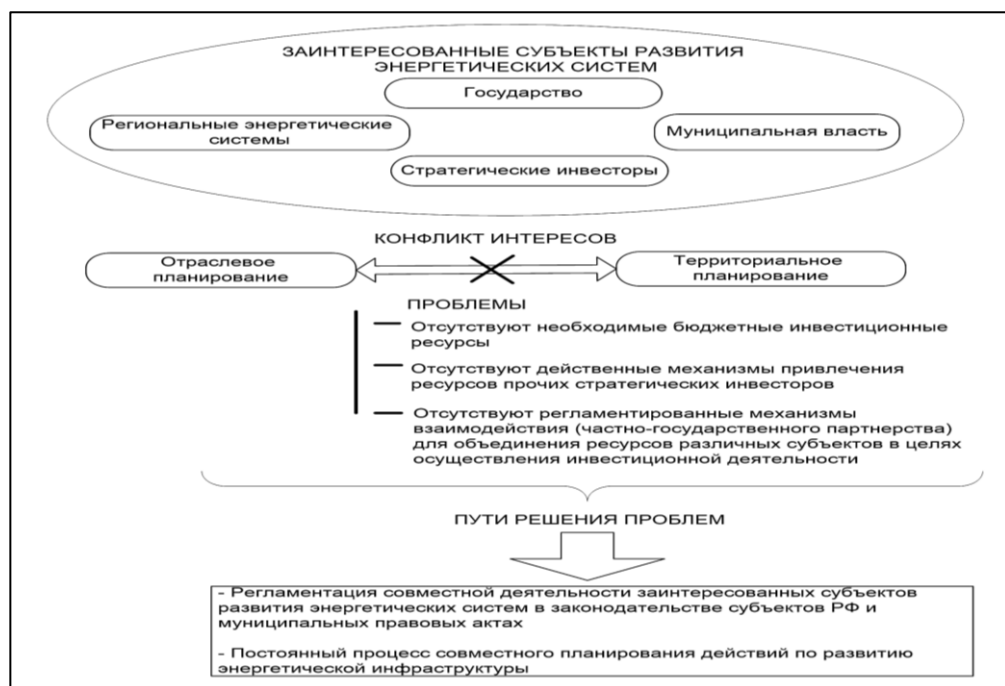 ЗАИНТЕРЕСОВАННЫЕ СУБЪЕКТЫ РАЗВИТИЯ
ЭНЕРГЕТИЧЕСКИХ СИСТЕМ
Государство
Региональные энергетические
системы
Муниципальная власть
Стратегические инвесторы
КОНФЛИКТ ИНТЕРЕСОВ
Отраслевое
планирование
Территориальное
планирование
ПРОБЛЕМЫ
— Отсутствуют необходимые бюджетные инвестиционные
ресурсы
— Отсутствуют действенные механизмы привлечения
ресурсов прочих стратегических инвесторов
— Отсутствуют регламентированные механизмы
взаимодействия (частно-государственного партнерства)
для объединения ресурсов различных субъектов в целях
осуществления инвестиционной деятельности
ПУТИ РЕШЕНИЯ ПРОБЛЕМ
- Регламентация совместной деятельности заинтересованных субъектов
развития энергетических систем в законодательстве субъектов РФ и
муниципальных правовых актах
- Постоянный процесс совместного планирования действий по развитию
энергетической инфраструктуры